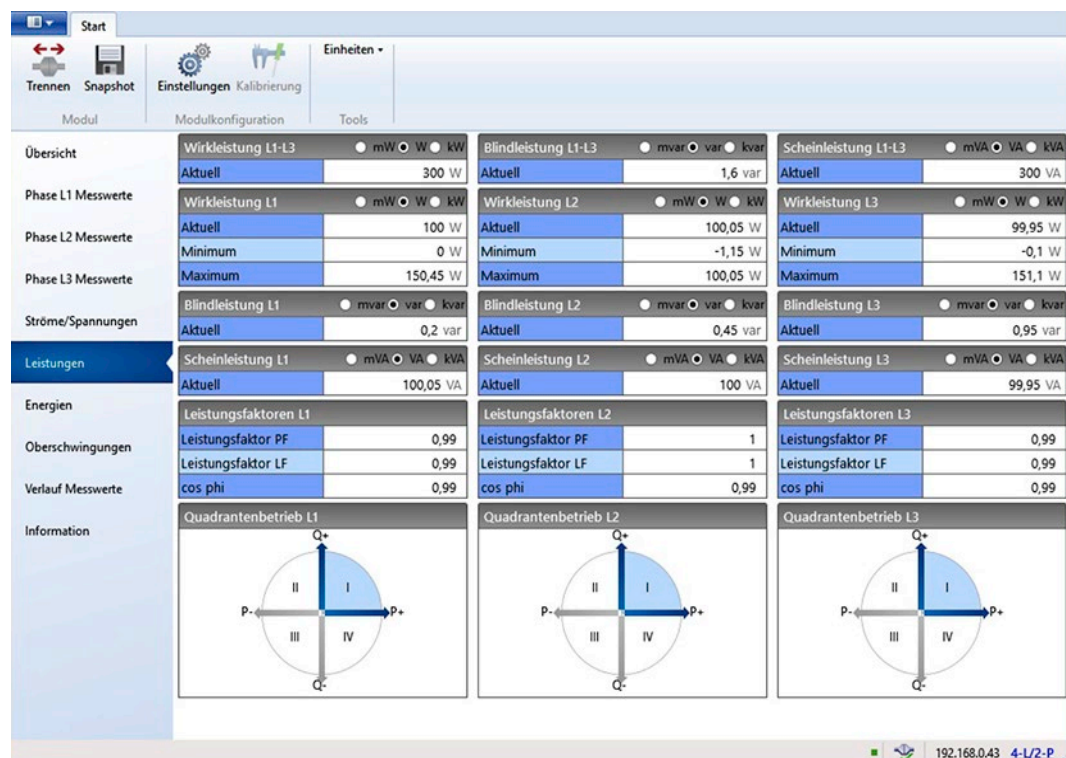 Start
Trennen Snapshot Einstellungen Kalibrierung Einheiten
Modul Modulkonfiguration Tools
Übersicht
Phase L1 Messwerte
Phase L2 Messwerte
Phase L3 Messwerte
Ströme/Spannungen
Leistungen
Energien
Oberschwingungen
Verlauf Messwerte
Information
Wirkleistung L1-L3 mW W kW Blindleistung L1-L3 mvar var kvar Scheinleistung L1-L3 mVA VA kVA
Aktuell 300 W Aktuell 1,6 var Aktuell 300 VA
Wirkleistung L1 mW W kW Wirkleistung L2 mW W kW Wirkleistung L3 mW W kW
Aktuell 100 W Aktuell 100,05 W Aktuell 99,95 W
Minimum 0 W Minimum -1,15 W Minimum -0,1 W
Maximum 150,45 W Maximum 100,05 W Maximum 151,1 W
Blindleistung L1 mvar var kvar Blindleistung L2 mvar var kvar Blindleistung L3 mvar var kvar
Aktuell 0,2 var Aktuell 0,45 var Aktuell 0,95 var
Scheinleistung L1 mVA VA kVA Scheinleistung L2 mVA VA kVA Scheinleistung L3 mVA VA kVA
Aktuell 100,05 VA Aktuell 100 VA Aktuell 99,95 VA
Leistungsfaktoren L1 Leistungsfaktoren L2 Leistungsfaktoren L3
Leistungsfaktor PF 0,99 Leistungsfaktor PF 1 Leistungsfaktor PF 0,99
Leistungsfaktor LF 0,99 Leistungsfaktor LF 1 Leistungsfaktor LF 0,99
cos phi 0,99 cos phi 0,99 cos phi 0,99
Quadrantenbetrieb L1 Quadrantenbetrieb L2 Quadrantenbetrieb L3
Q+ Q+ Q+
II I II I II I
P- P+ P- P+ P- P+
III IV III IV III IV
Q- Q- Q-
192.168.0.43 4-L/2-P